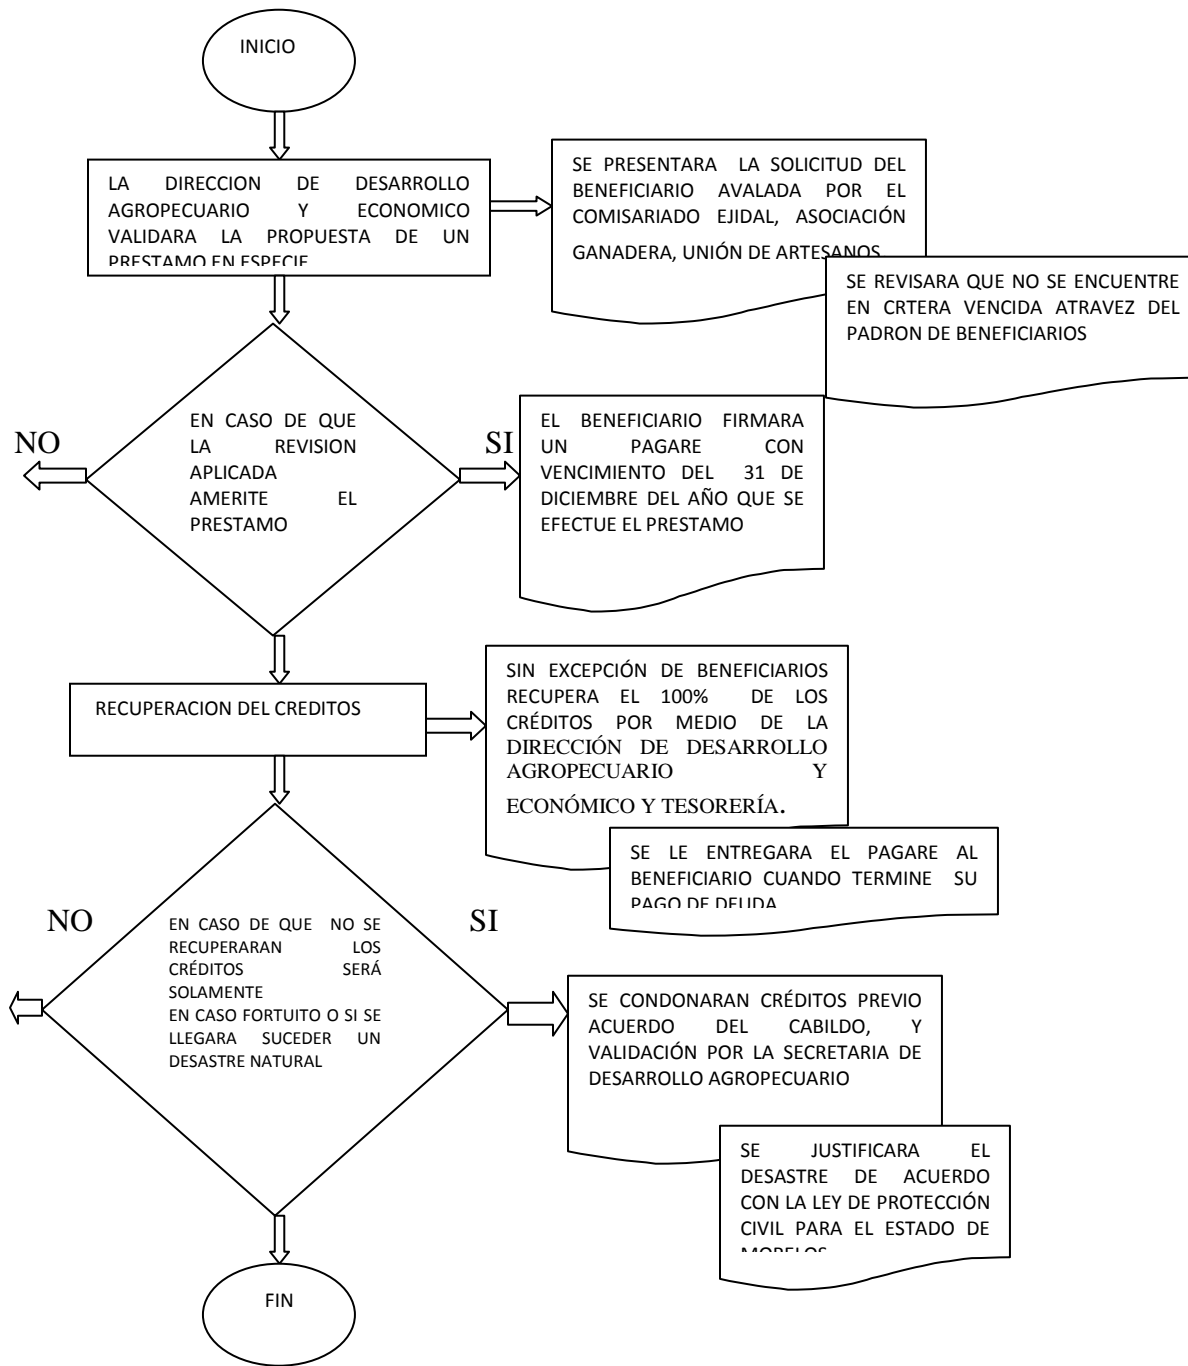 INICIO
LA DIRECCION DE DESARROLLO
AGROPECUARIO Y ECONOMICO
VALIDARA LA PROPUESTA DE UN
PRESTAMO EN ESPECIE
SE PRESENTARA LA SOLICITUD DEL
BENEFICIARIO AVALADA POR EL
COMISARIADO EJIDAL, ASOCIACIÓN
GANADERA, UNIÓN DE ARTESANOS
SE REVISARA QUE NO SE ENCUENTRE
EN CRTERA VENCIDA ATRAVEZ DEL
PADRON DE BENEFICIARIOS
NO
EN CASO DE QUE
LA REVISION
APLICADA
AMERITE EL
PRESTAMO
SI
EL BENEFICIARIO FIRMARA
UN PAGARE CON
VENCIMIENTO DEL 31 DE
DICIEMBRE DEL AÑO QUE SE
EFECTUE EL PRESTAMO
RECUPERACION DEL CREDITOS
SIN EXCEPCIÓN DE BENEFICIARIOS
RECUPERA EL 100% DE LOS
CRÉDITOS POR MEDIO DE LA
DIRECCIÓN DE DESARROLLO
AGROPECUARIO Y
ECONÓMICO Y TESORERÍA.
SE LE ENTREGARA EL PAGARE AL
BENEFICIARIO CUANDO TERMINE SU
PAGO DE DEUDA
NO
EN CASO DE QUE NO SE
RECUPERARAN LOS
CRÉDITOS SERÁ
SOLAMENTE
EN CASO FORTUITO O SI SE
LLEGARA SUCEDER UN
DESASTRE NATURAL
SI
SE CONDONARAN CRÉDITOS PREVIO
ACUERDO DEL CABILDO, Y
VALIDACIÓN POR LA SECRETARIA DE
DESARROLLO AGROPECUARIO
SE JUSTIFICARA EL
DESASTRE DE ACUERDO
CON LA LEY DE PROTECCIÓN
CIVIL PARA EL ESTADO DE
MORELOS
FIN